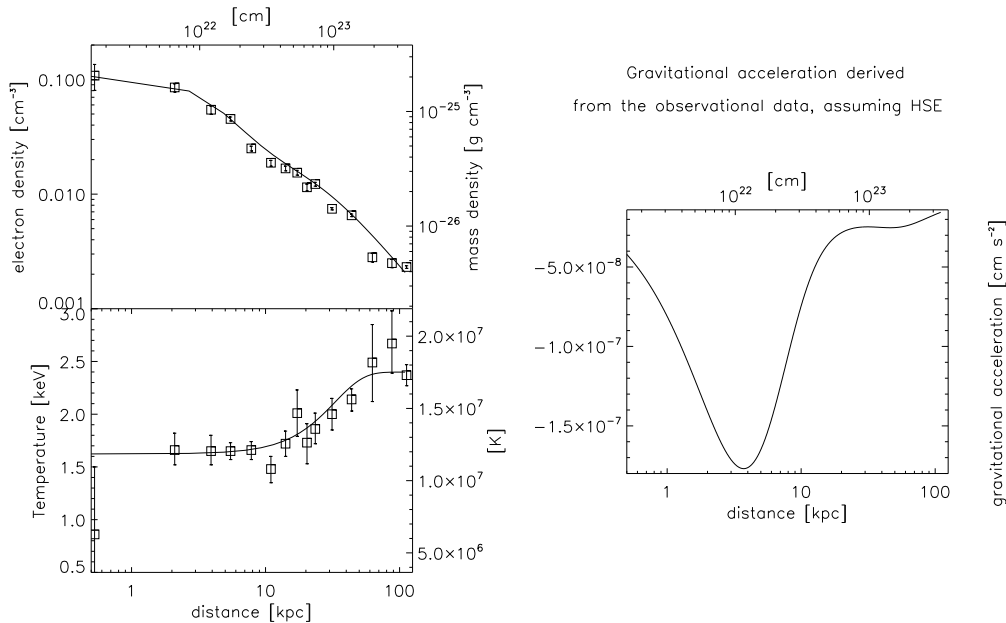 [cm]
10²² 10²³
0.100
0.010
0.001
electron density [cm⁻³]
10⁻²⁵
10⁻²⁶
mass density [g cm⁻³]
3.0
2.5
2.0
1.5
1.0
0.5
Temperature [keV]
2.0×10⁷
1.5×10⁷
1.0×10⁷
5.0×10⁶
[K]
1 10 100
distance [kpc]
Gravitational acceleration derived
from the observational data, assuming HSE
[cm]
10²² 10²³
−5.0×10⁻⁸
−1.0×10⁻⁷
−1.5×10⁻⁷
gravitational acceleration [cm s⁻²]
1 10 100
distance [kpc]